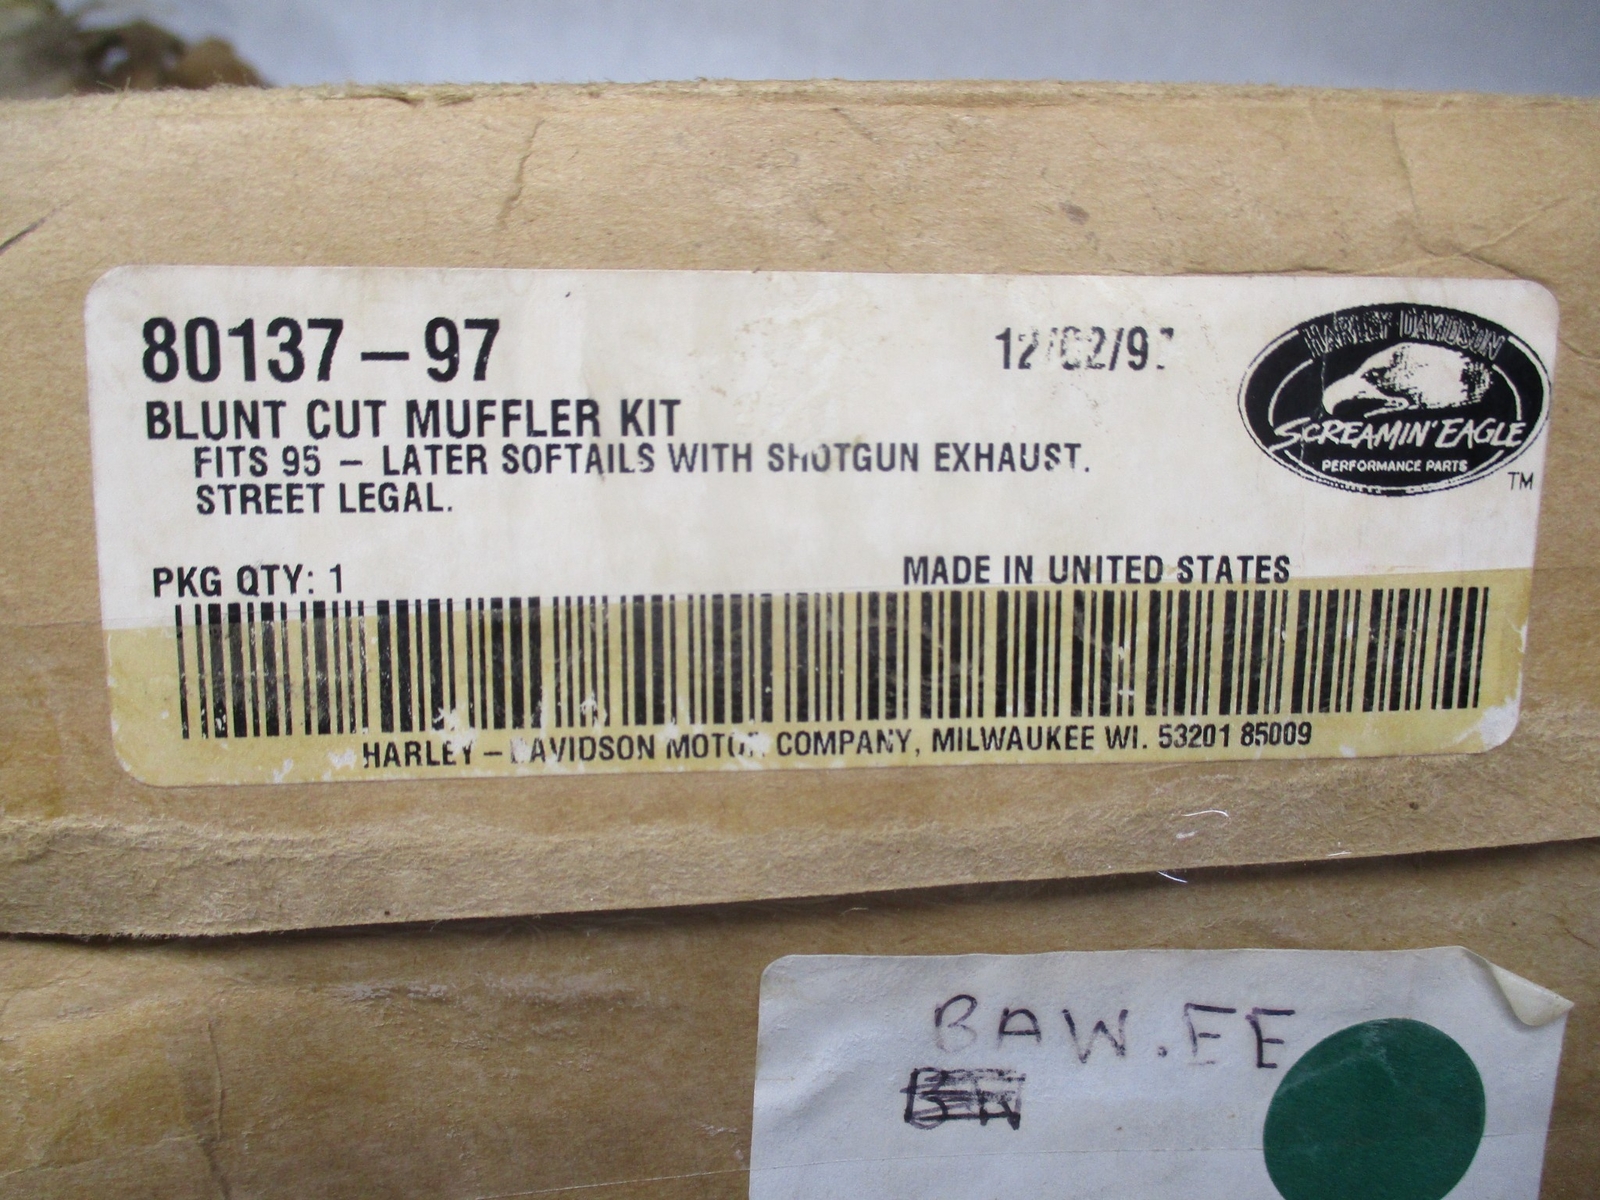 80137-97
12/02/97
HARLEY DAVIDSON
SCREAMIN' EAGLE
PERFORMANCE PARTS
TM
BLUNT CUT MUFFLER KIT
FITS 95 - LATER SOFTAILS WITH SHOTGUN EXHAUST.
STREET LEGAL.
PKG QTY: 1
MADE IN UNITED STATES
HARLEY-DAVIDSON MOTOR COMPANY, MILWAUKEE WI. 53201 85009
BAW.EE